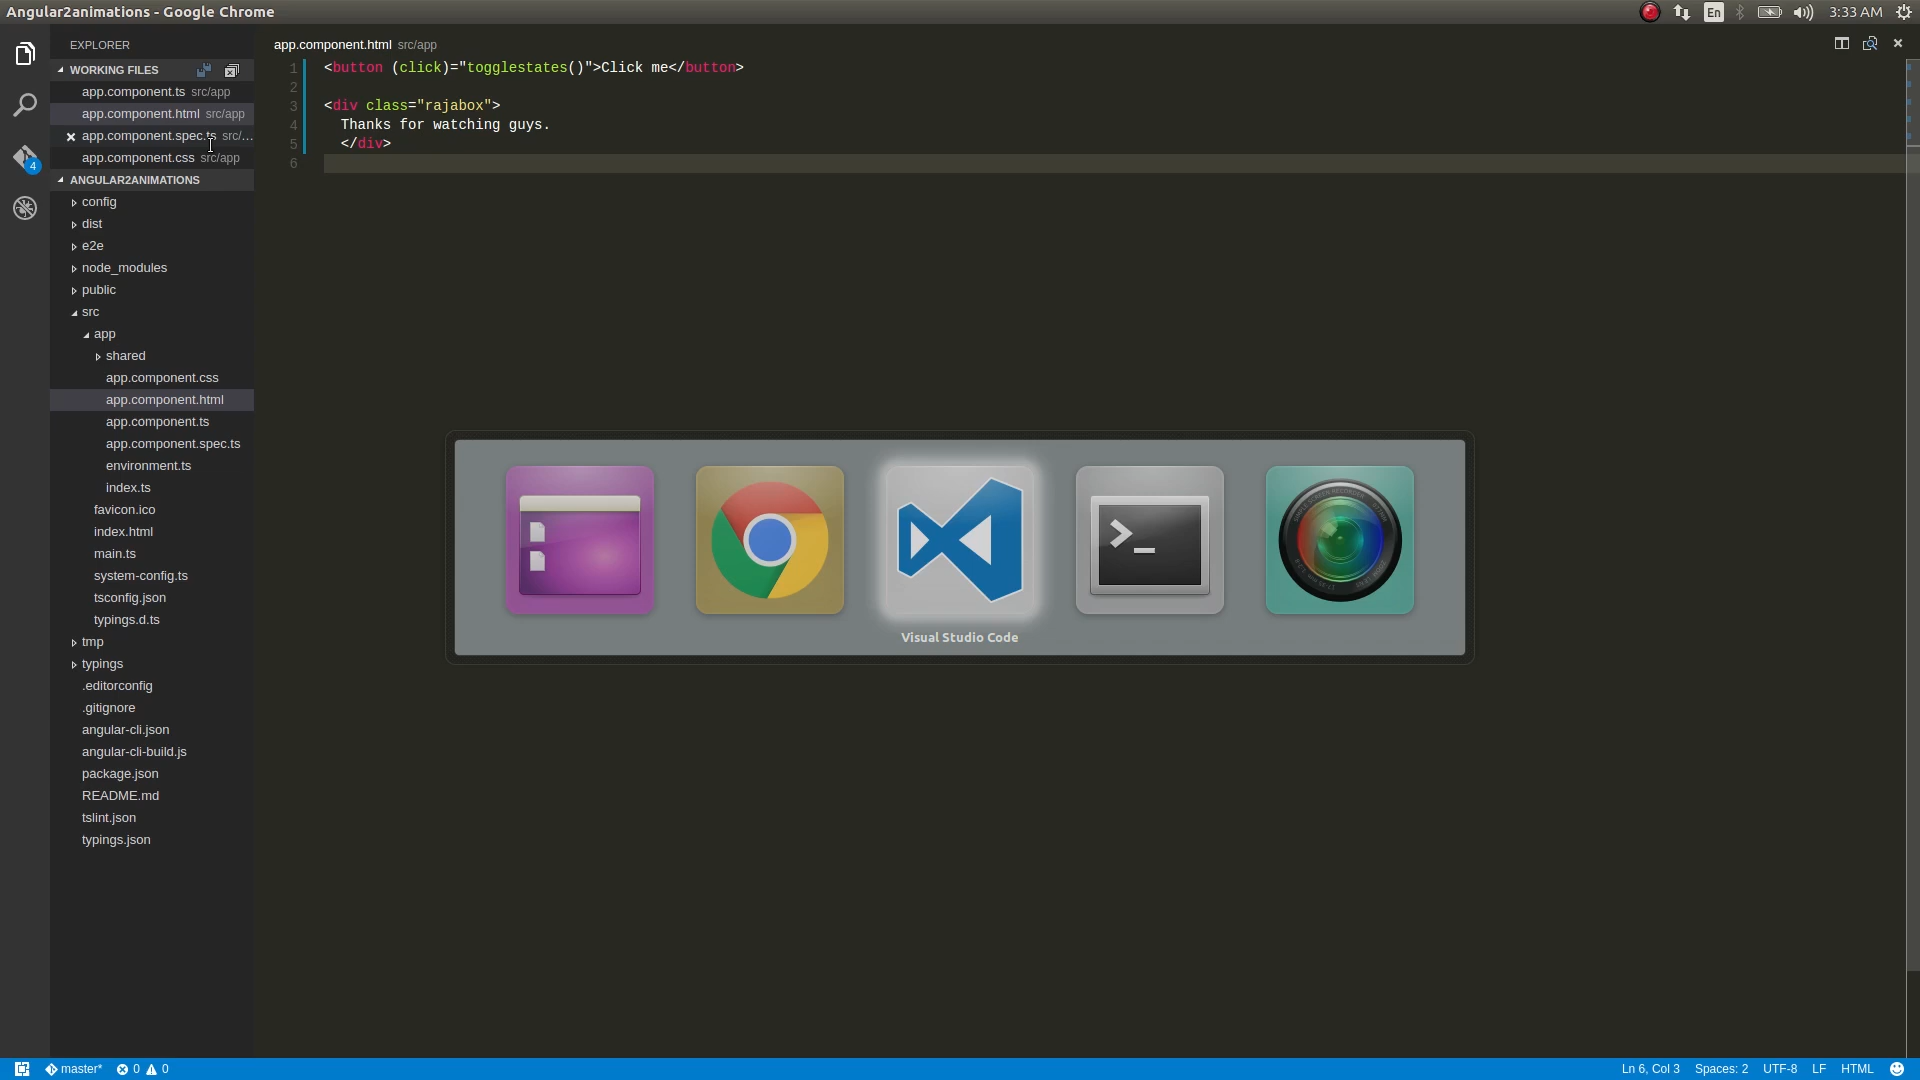 Angular2animations - Google Chrome
En
3:33 AM
EXPLORER
WORKING FILES
app.component.ts src/app
app.component.html src/app
app.component.spec.ts src/...
app.component.css src/app
4
ANGULAR2ANIMATIONS
config
dist
e2e
node_modules
public
src
app
shared
app.component.css
app.component.html
app.component.ts
app.component.spec.ts
environment.ts
index.ts
favicon.ico
index.html
main.ts
system-config.ts
tsconfig.json
typings.d.ts
tmp
typings
.editorconfig
.gitignore
angular-cli.json
angular-cli-build.js
package.json
README.md
tslint.json
typings.json
app.component.html src/app
1 <button (click)="togglestates()">Click me</button>
2
3 <div class="rajabox">
4 Thanks for watching guys.
5 </div>
6
Visual Studio Code
master* 0 0
Ln 6, Col 3 Spaces: 2 UTF-8 LF HTML